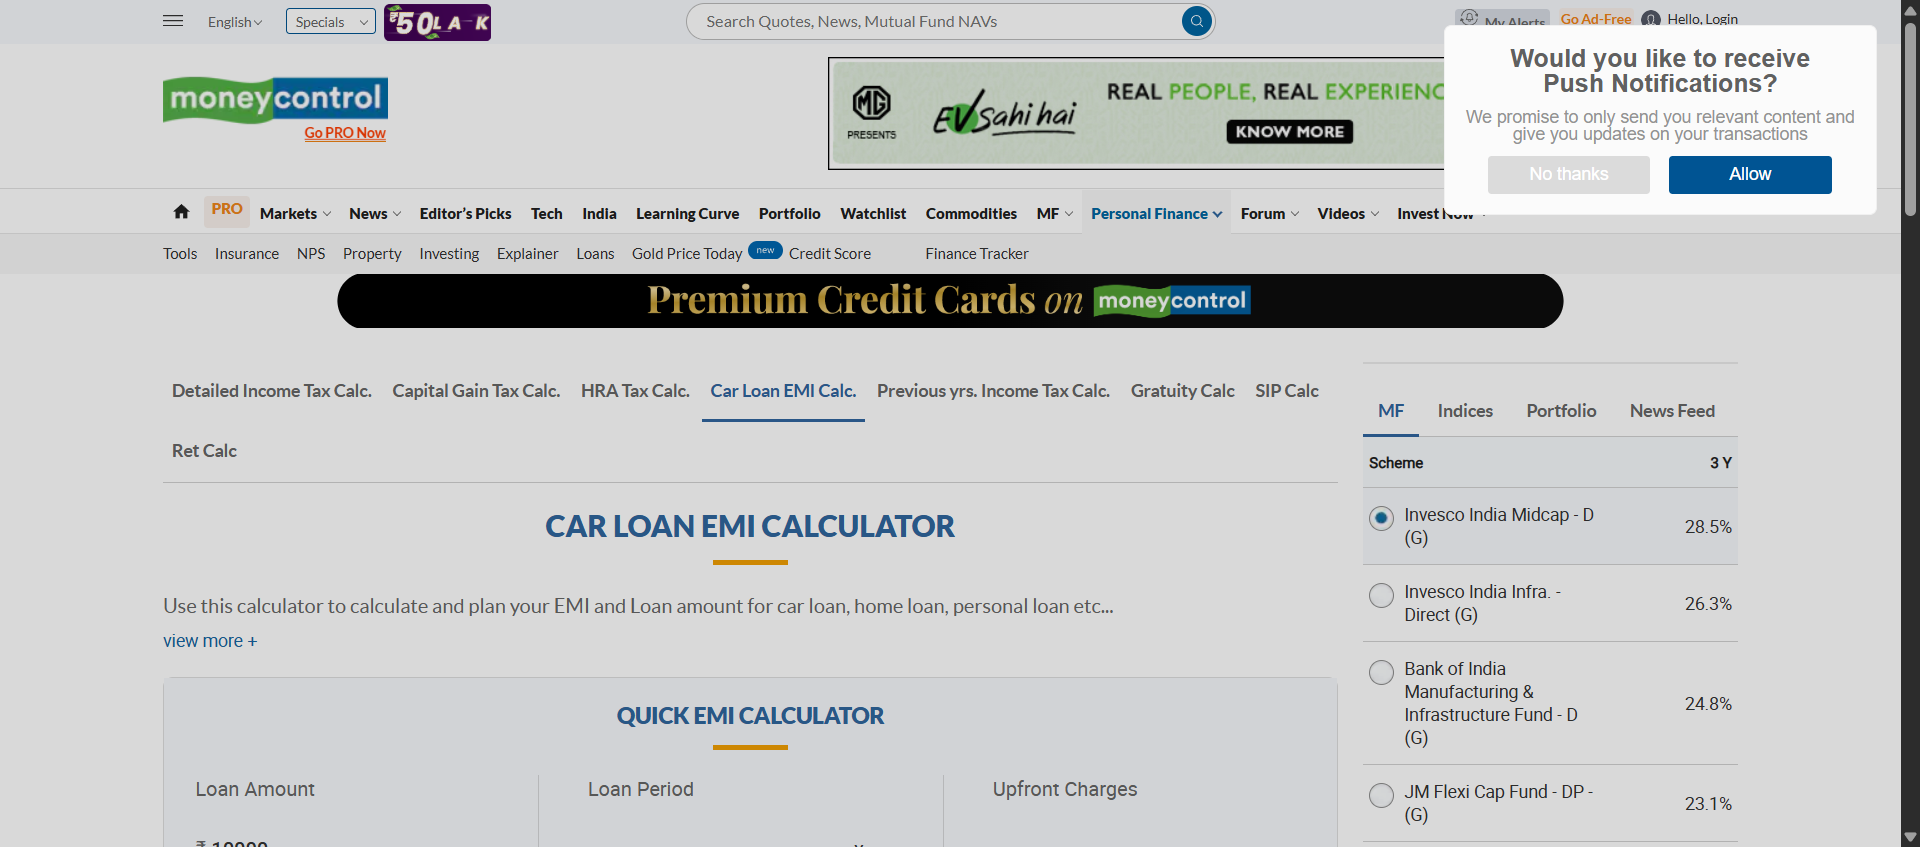 English
Specials
₹50L A K
Search Quotes, News, Mutual Fund NAVs
My Alerts
Go Ad-Free
Hello, Login
Would you like to receive
Push Notifications?
We promise to only send you relevant content and
give you updates on your transactions
No thanks
Allow
moneycontrol
Go PRO Now
MG
PRESENTS
EV Sahi hai
REAL PEOPLE, REAL EXPERIENC
KNOW MORE
PRO
Markets
News
Editor's Picks
Tech
India
Learning Curve
Portfolio
Watchlist
Commodities
MF
Personal Finance
Forum
Videos
Invest Now
Tools
Insurance
NPS
Property
Investing
Explainer
Loans
Gold Price Today
new
Credit Score
Finance Tracker
Premium Credit Cards on moneycontrol
Detailed Income Tax Calc.
Capital Gain Tax Calc.
HRA Tax Calc.
Car Loan EMI Calc.
Previous yrs. Income Tax Calc.
Gratuity Calc
SIP Calc
Ret Calc
CAR LOAN EMI CALCULATOR
Use this calculator to calculate and plan your EMI and Loan amount for car loan, home loan, personal loan etc...
view more +
QUICK EMI CALCULATOR
Loan Amount
Loan Period
Upfront Charges
₹ 10000
MF
Indices
Portfolio
News Feed
Scheme
3 Y
Invesco India Midcap - D
(G)
28.5%
Invesco India Infra. -
Direct (G)
26.3%
Bank of India
Manufacturing &
Infrastructure Fund - D
(G)
24.8%
JM Flexi Cap Fund - DP -
(G)
23.1%